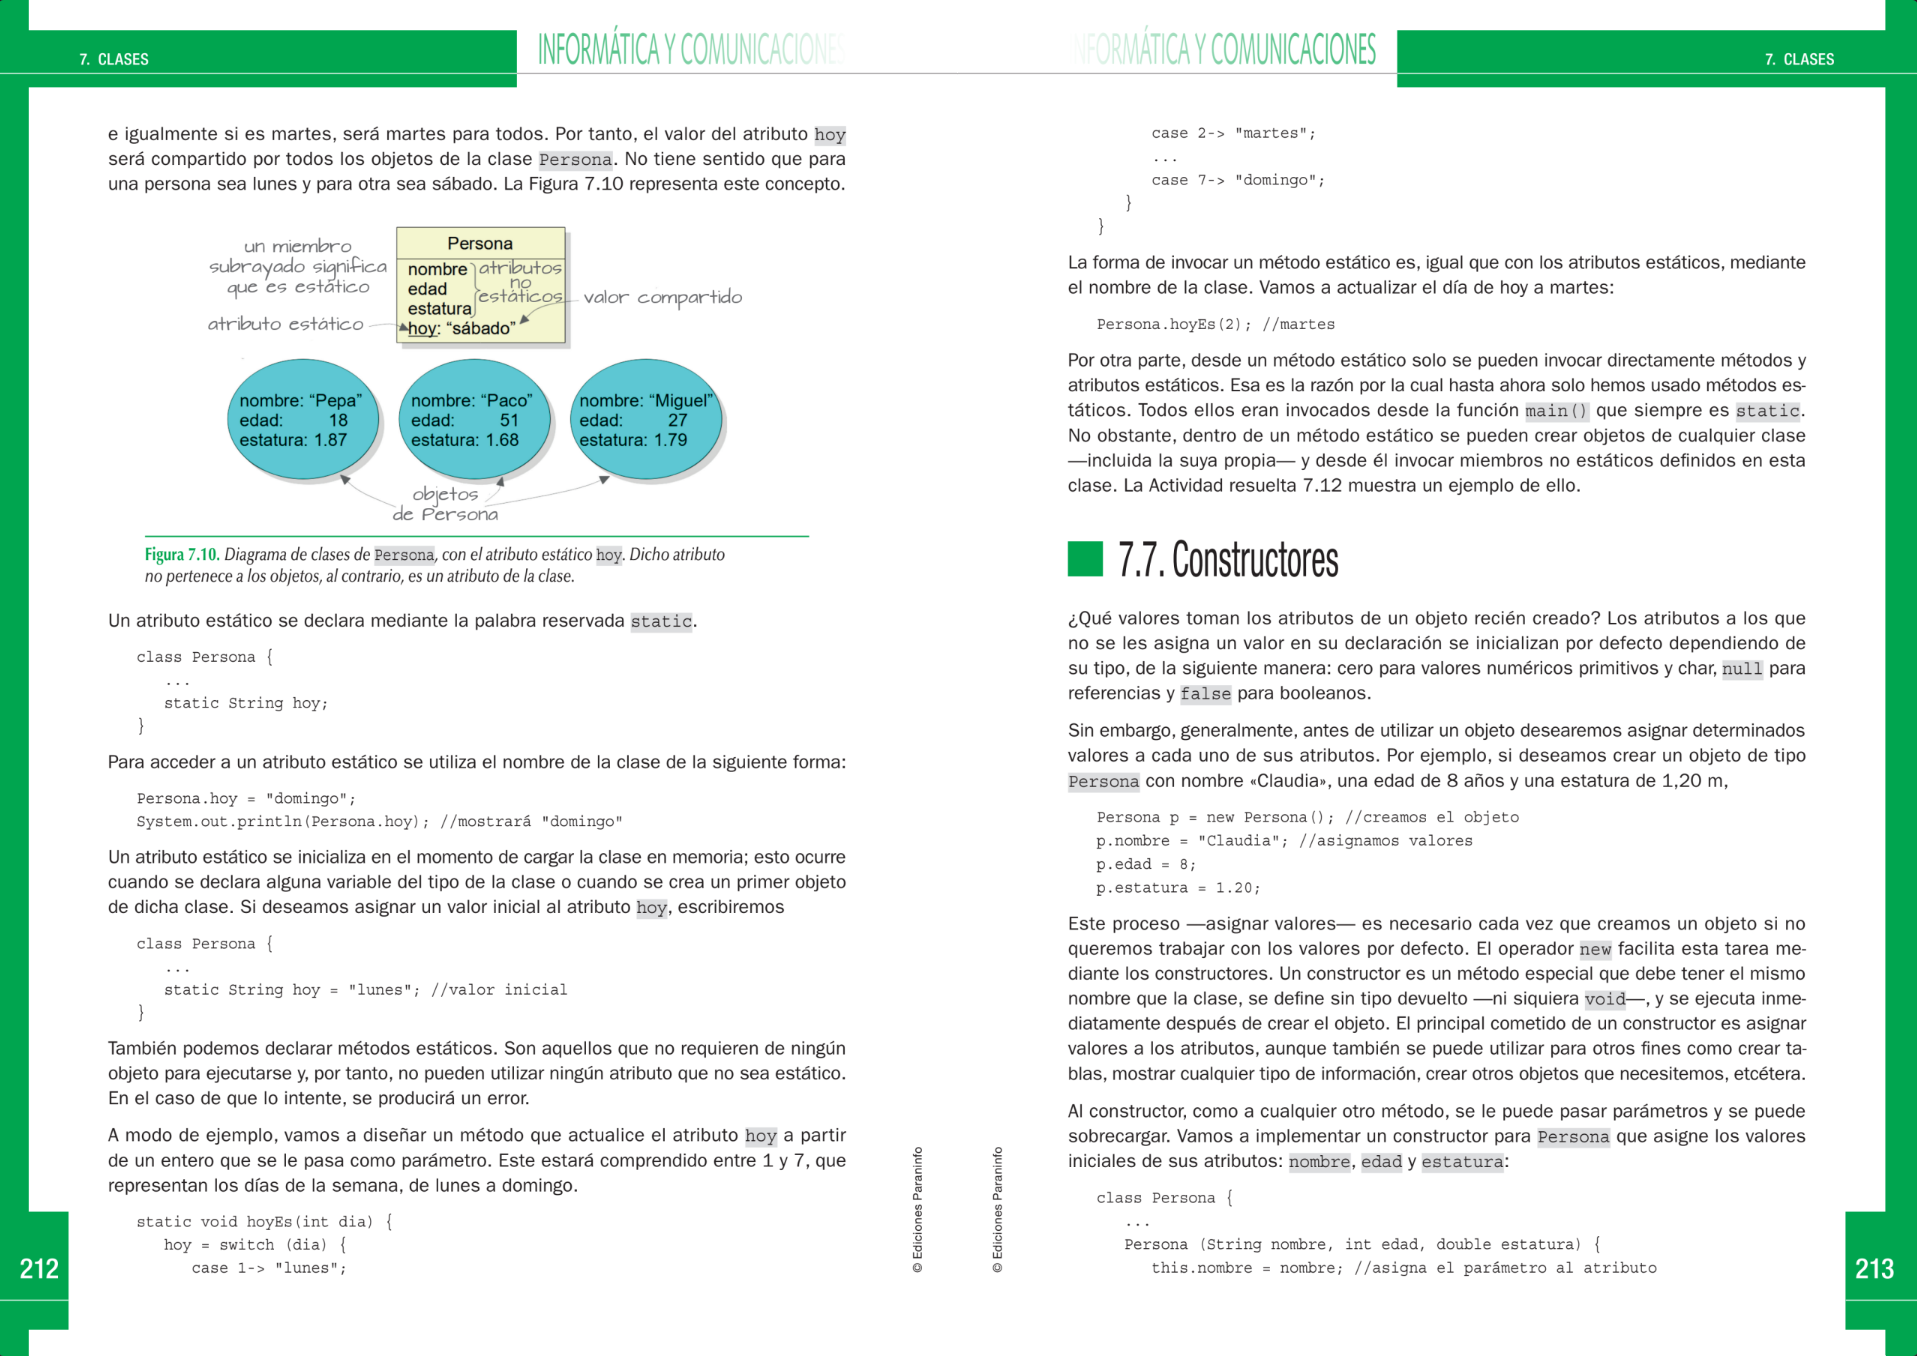 7. CLASES
INFORMÁTICA Y COMUNICACIONES
e igualmente si es martes, será martes para todos. Por tanto, el valor del atributo hoy
será compartido por todos los objetos de la clase Persona. No tiene sentido que para
una persona sea lunes y para otra sea sábado. La Figura 7.10 representa este concepto.
un miembro
subrayado significa
que es estático
atributo estático
Persona
nombre
edad
estatura
hoy: “sábado”
atributos
no
estáticos
valor compartido
nombre: “Pepa”
edad: 18
estatura: 1.87
nombre: “Paco”
edad: 51
estatura: 1.68
nombre: “Miguel”
edad: 27
estatura: 1.79
objetos
de Persona
Figura 7.10. Diagrama de clases de Persona, con el atributo estático hoy. Dicho atributo
no pertenece a los objetos, al contrario, es un atributo de la clase.
Un atributo estático se declara mediante la palabra reservada static.
class Persona {
...
static String hoy;
}
Para acceder a un atributo estático se utiliza el nombre de la clase de la siguiente forma:
Persona.hoy = "domingo";
System.out.println(Persona.hoy); //mostrará "domingo"
Un atributo estático se inicializa en el momento de cargar la clase en memoria; esto ocurre
cuando se declara alguna variable del tipo de la clase o cuando se crea un primer objeto
de dicha clase. Si deseamos asignar un valor inicial al atributo hoy, escribiremos
class Persona {
...
static String hoy = "lunes"; //valor inicial
}
También podemos declarar métodos estáticos. Son aquellos que no requieren de ningún
objeto para ejecutarse y, por tanto, no pueden utilizar ningún atributo que no sea estático.
En el caso de que lo intente, se producirá un error.
A modo de ejemplo, vamos a diseñar un método que actualice el atributo hoy a partir
de un entero que se le pasa como parámetro. Este estará comprendido entre 1 y 7, que
representan los días de la semana, de lunes a domingo.
static void hoyEs(int dia) {
hoy = switch (dia) {
case 1-> "lunes";
212
© Ediciones Paraninfo
INFORMÁTICA Y COMUNICACIONES
7. CLASES
case 2-> "martes";
...
case 7-> "domingo";
}
}
La forma de invocar un método estático es, igual que con los atributos estáticos, mediante
el nombre de la clase. Vamos a actualizar el día de hoy a martes:
Persona.hoyEs(2); //martes
Por otra parte, desde un método estático solo se pueden invocar directamente métodos y
atributos estáticos. Esa es la razón por la cual hasta ahora solo hemos usado métodos es-
táticos. Todos ellos eran invocados desde la función main() que siempre es static.
No obstante, dentro de un método estático se pueden crear objetos de cualquier clase
—incluida la suya propia— y desde él invocar miembros no estáticos definidos en esta
clase. La Actividad resuelta 7.12 muestra un ejemplo de ello.
7.7. Constructores
¿Qué valores toman los atributos de un objeto recién creado? Los atributos a los que
no se les asigna un valor en su declaración se inicializan por defecto dependiendo de
su tipo, de la siguiente manera: cero para valores numéricos primitivos y char, null para
referencias y false para booleanos.
Sin embargo, generalmente, antes de utilizar un objeto desearemos asignar determinados
valores a cada uno de sus atributos. Por ejemplo, si deseamos crear un objeto de tipo
Persona con nombre «Claudia», una edad de 8 años y una estatura de 1,20 m,
Persona p = new Persona(); //creamos el objeto
p.nombre = "Claudia"; //asignamos valores
p.edad = 8;
p.estatura = 1.20;
Este proceso —asignar valores— es necesario cada vez que creamos un objeto si no
queremos trabajar con los valores por defecto. El operador new facilita esta tarea me-
diante los constructores. Un constructor es un método especial que debe tener el mismo
nombre que la clase, se define sin tipo devuelto —ni siquiera void—, y se ejecuta inme-
diatamente después de crear el objeto. El principal cometido de un constructor es asignar
valores a los atributos, aunque también se puede utilizar para otros fines como crear ta-
blas, mostrar cualquier tipo de información, crear otros objetos que necesitemos, etcétera.
Al constructor, como a cualquier otro método, se le puede pasar parámetros y se puede
sobrecargar. Vamos a implementar un constructor para Persona que asigne los valores
iniciales de sus atributos: nombre, edad y estatura:
class Persona {
...
Persona (String nombre, int edad, double estatura) {
this.nombre = nombre; //asigna el parámetro al atributo
© Ediciones Paraninfo
213